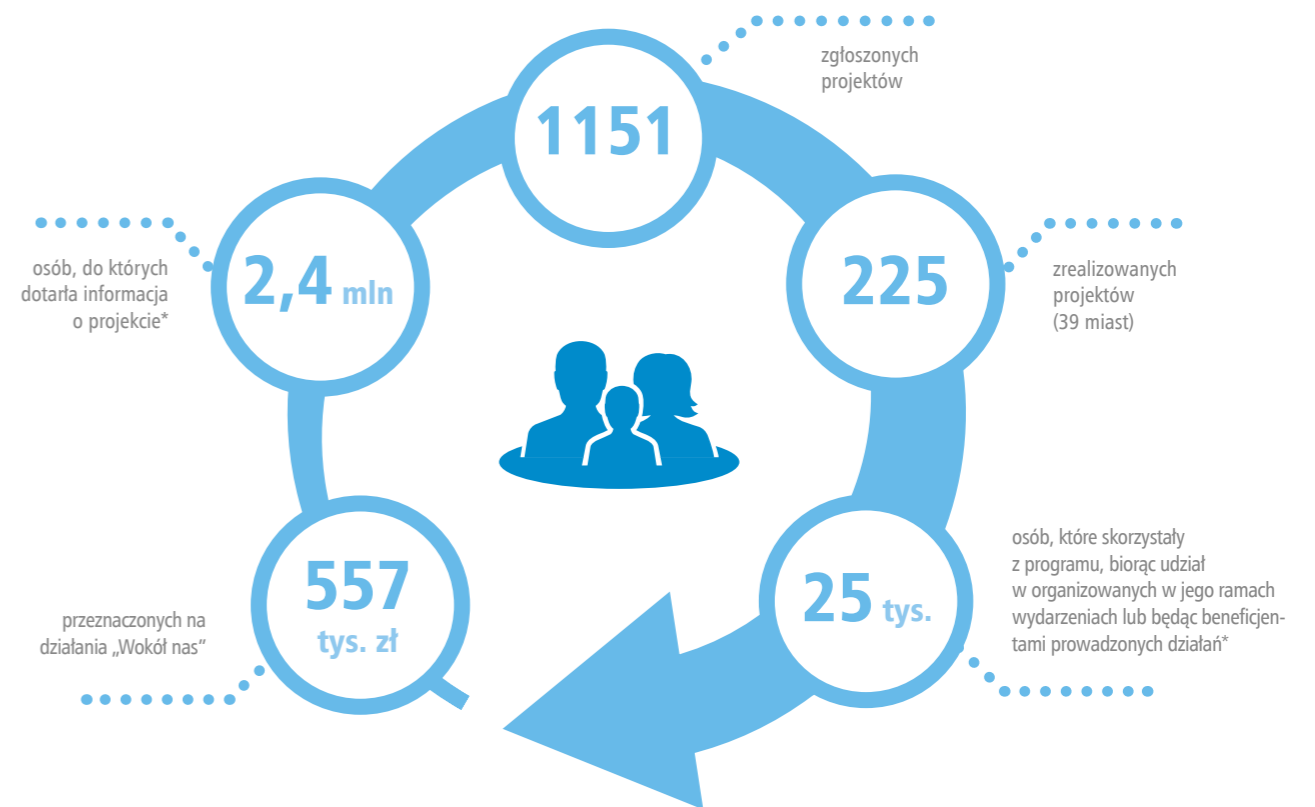 zgłoszonych
projektów
1151
2,4 mln
osób, do których
dotarła informacja
o projekcie*
225
zrealizowanych
projektów
(39 miast)
557
tys. zł
przeznaczonych na
działania „Wokół nas“
25 tys.
osób, które skorzystały
z programu, biorąc udział
w organizowanych w jego ramach
wydarzeniach lub będąc beneficjen-
tami prowadzonych działań*